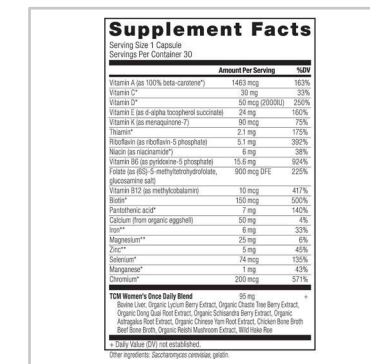 Supplement Facts
Serving Size 1 Capsule
Servings Per Container 30
Amount Per Serving %DV
Vitamin A (as 100% beta-carotene*) 1463 mcg 163%
Vitamin C* 30 mg 33%
Vitamin D* 50 mcg (2000IU) 250%
Vitamin E (as d-alpha tocopherol succinate) 24 mg 160%
Vitamin K (as menaquinone-7) 90 mcg 75%
Thiamin* 2.1 mg 175%
Riboflavin (as riboflavin-5 phosphate) 5.1 mg 392%
Niacin (as niacinamide*) 6 mg 38%
Vitamin B6 (as pyridoxine-5 phosphate) 15.6 mg 924%
Folate (as (6S)-5-methyltetrahydrofolate, 900 mcg DFE 225%
glucosamine salt)
Vitamin B12 (as methylcobalamin) 10 mcg 417%
Biotin* 150 mcg 500%
Pantothenic acid* 7 mg 140%
Calcium (from organic eggshell) 50 mg 4%
Iron** 6 mg 33%
Magnesium** 25 mg 6%
Zinc** 5 mg 45%
Selenium* 74 mcg 135%
Manganese* 1 mg 43%
Chromium* 200 mcg 571%
TCM Women's Once Daily Blend 95 mg +
Bovine Liver, Organic Lycium Berry Extract, Organic Chaste Tree Berry Extract,
Organic Dong Quai Root Extract, Organic Schisandra Berry Extract, Organic
Astragalus Root Extract, Organic Chinese Yam Root Extract, Chicken Bone Broth
Beef Bone Broth, Organic Reishi Mushroom Extract, Wild Hake Roe
+ Daily Value (DV) not established.
Other ingredients: Saccharomyces cerevisiae, gelatin.